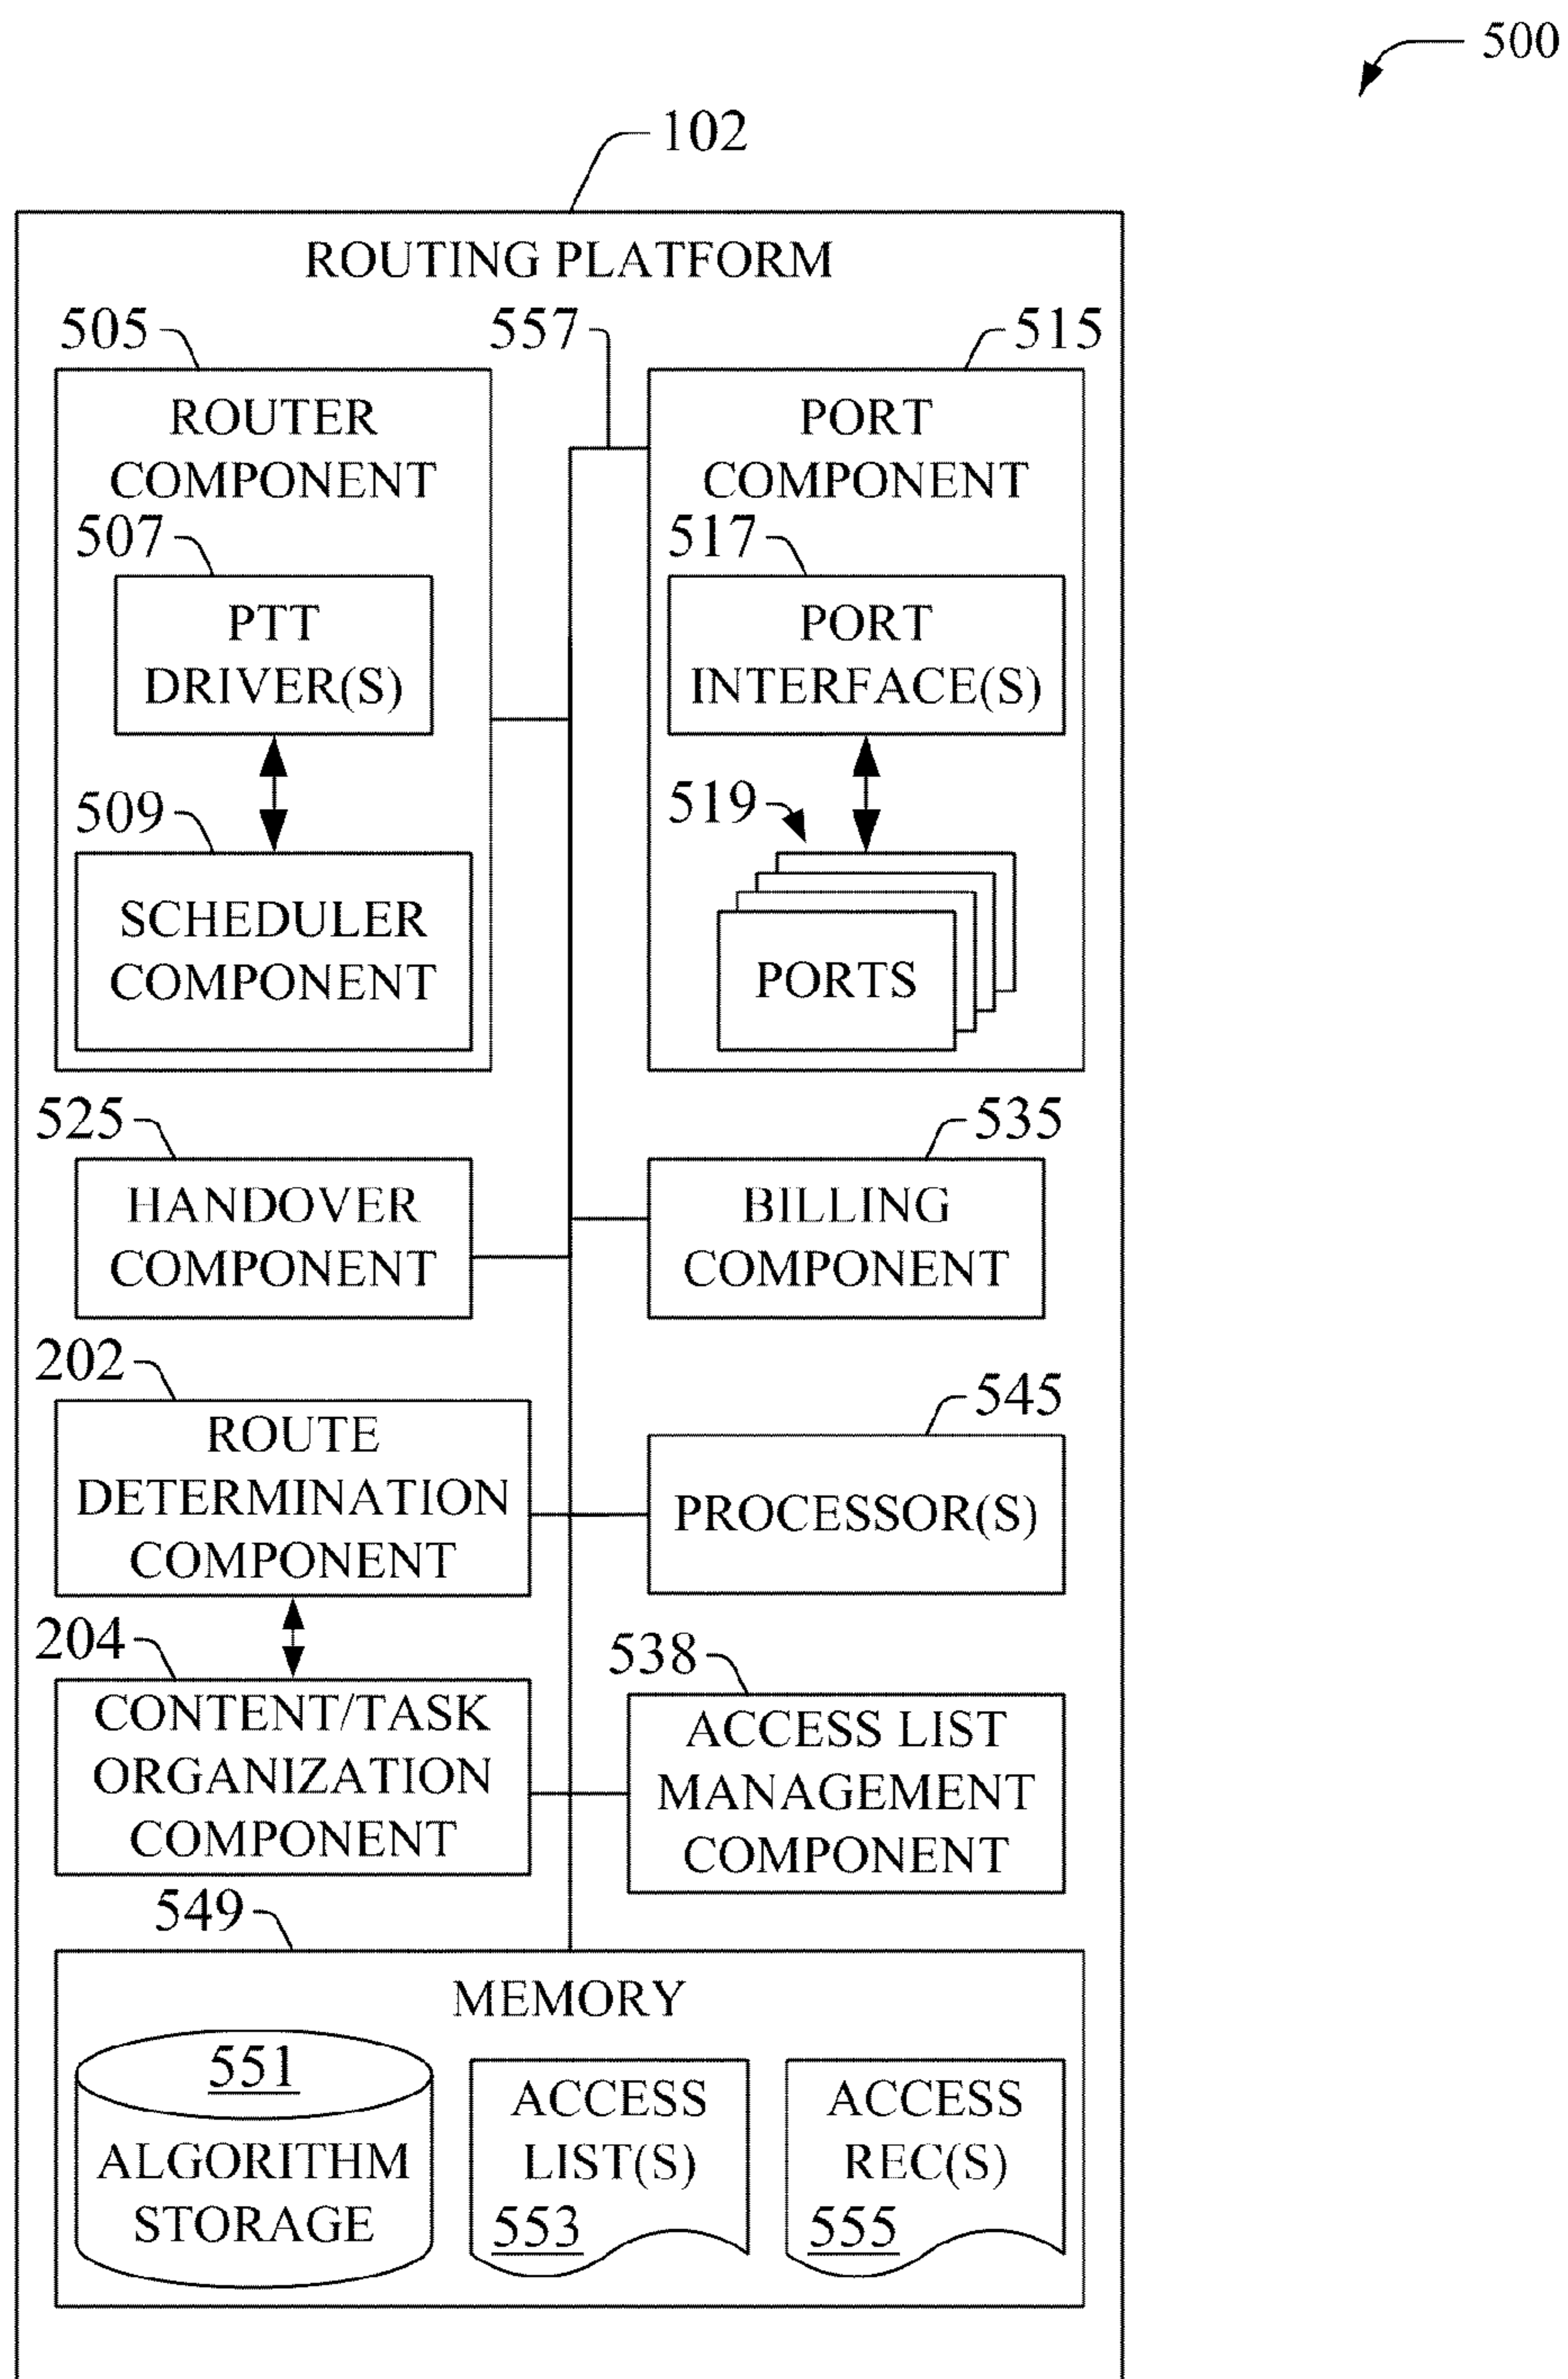 500
102
ROUTING PLATFORM
505
557
515
ROUTER
COMPONENT
PORT
COMPONENT
507
517
PTT
DRIVER(S)
PORT
INTERFACE(S)
509
519
SCHEDULER
COMPONENT
PORTS
525
535
HANDOVER
COMPONENT
BILLING
COMPONENT
202
545
ROUTE
DETERMINATION
COMPONENT
PROCESSOR(S)
204
538
CONTENT/TASK
ORGANIZATION
COMPONENT
ACCESS LIST
MANAGEMENT
COMPONENT
549
MEMORY
551
ALGORITHM
STORAGE
ACCESS
LIST(S)
553
ACCESS
REC(S)
555